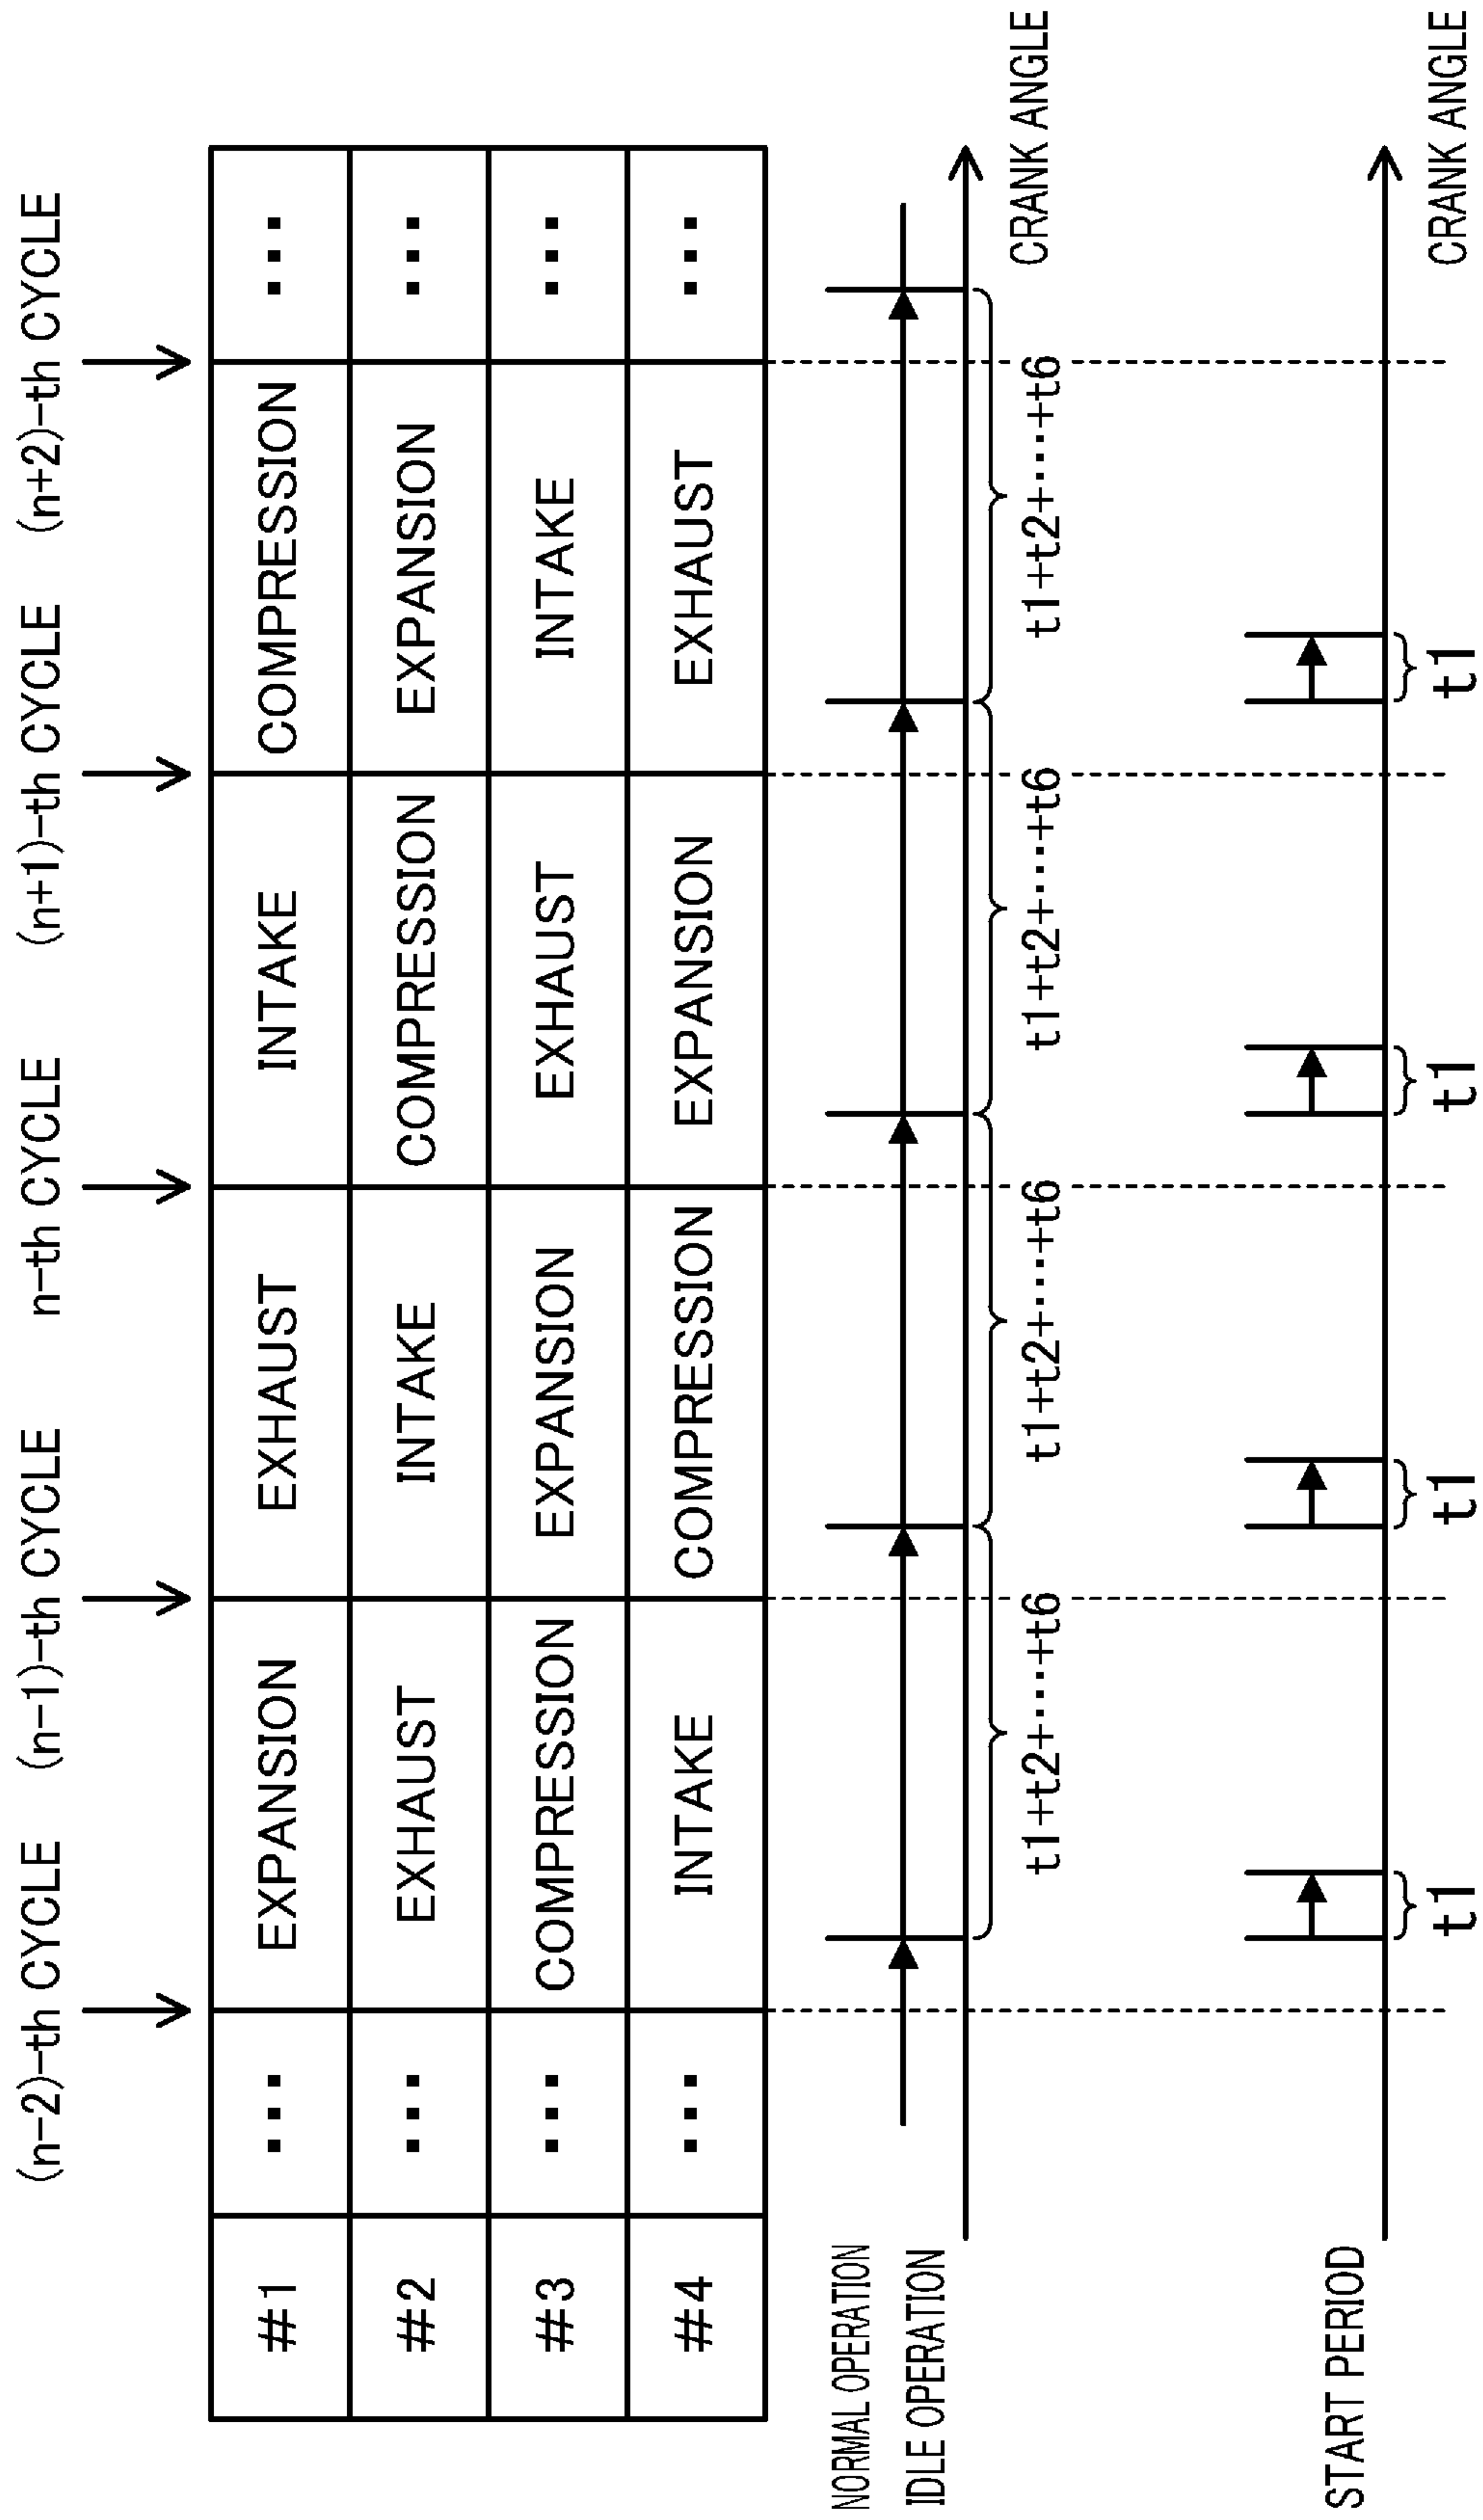 (n-2)-th CYCLE (n-1)-th CYCLE n-th CYCLE (n+1)-th CYCLE (n+2)-th CYCLE
#1 ... EXPANSION EXHAUST INTAKE COMPRESSION ...
#2 ... EXHAUST INTAKE COMPRESSION EXPANSION ...
#3 ... COMPRESSION EXPANSION EXHAUST INTAKE ...
#4 ... INTAKE COMPRESSION EXPANSION EXHAUST ...
NORMAL OPERATION
IDLE OPERATION
CRANK ANGLE
t1+t2+...+t6 t1+t2+...+t6 t1+t2+...+t6 t1+t2+...+t6
START PERIOD
CRANK ANGLE
t1 t1 t1 t1